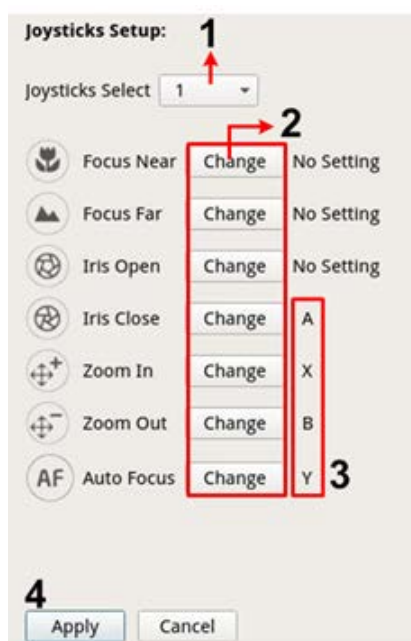 Joysticks Setup:
1
Joysticks Select 1
2
Focus Near Change No Setting
Focus Far Change No Setting
Iris Open Change No Setting
Iris Close Change A
Zoom In Change X
Zoom Out Change B
AF Auto Focus Change Y
3
4
Apply Cancel